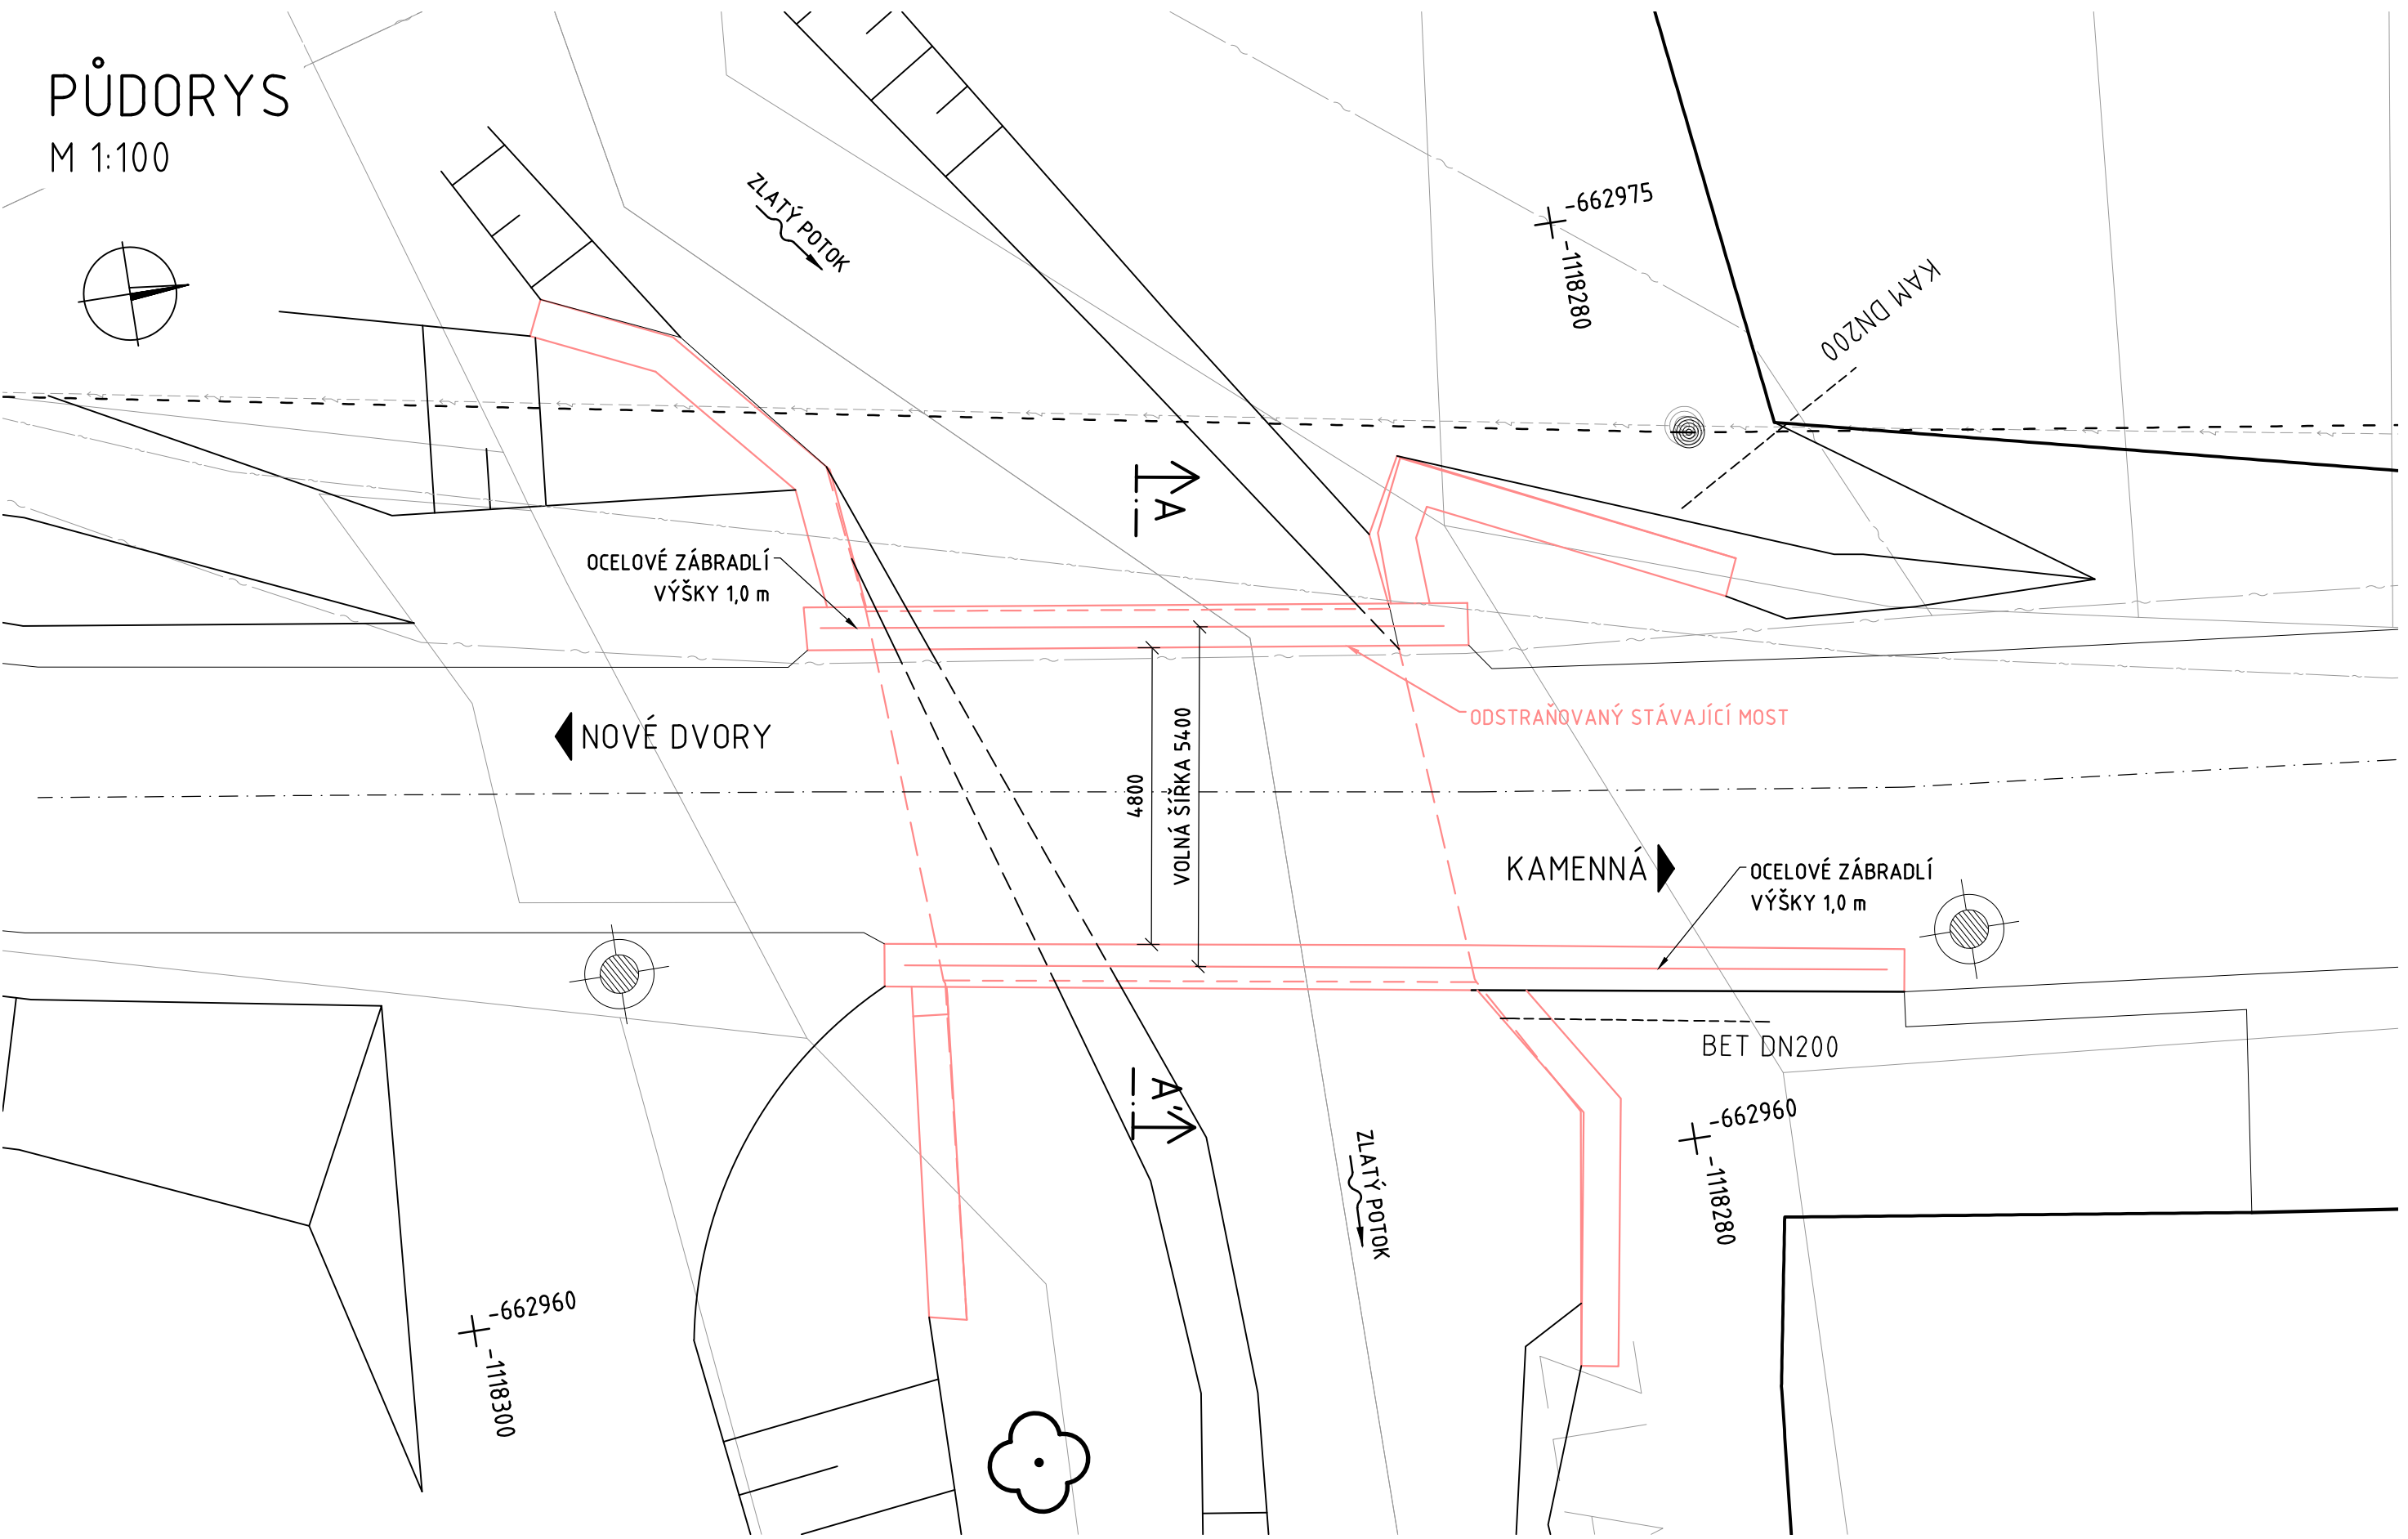 PŮDORYS
M 1:100
ZLATÝ POTOK
-662975
-1118280
KAM DN200
A
OCELOVÉ ZÁBRADLÍ
VÝŠKY 1,0 m
ODSTRAŇOVANÝ STÁVAJÍCÍ MOST
NOVÉ DVORY
4800
VOLNÁ ŠÍŘKA 5400
KAMENNÁ
OCELOVÉ ZÁBRADLÍ
VÝŠKY 1,0 m
BET DN200
A'
-662960
-1118280
ZLATÝ POTOK
-662960
-1118300